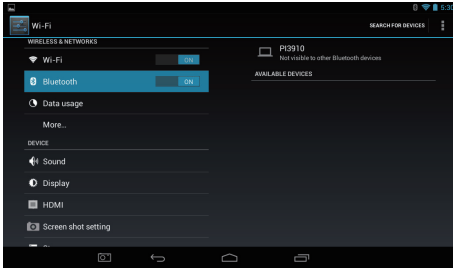 5:30
Wi-Fi
SEARCH FOR DEVICES
WIRELESS & NETWORKS
Wi-Fi ON
Bluetooth ON
Data usage
More...
DEVICE
Sound
Display
HDMI
Screen shot setting
PI3910
Not visible to other Bluetooth devices
AVAILABLE DEVICES